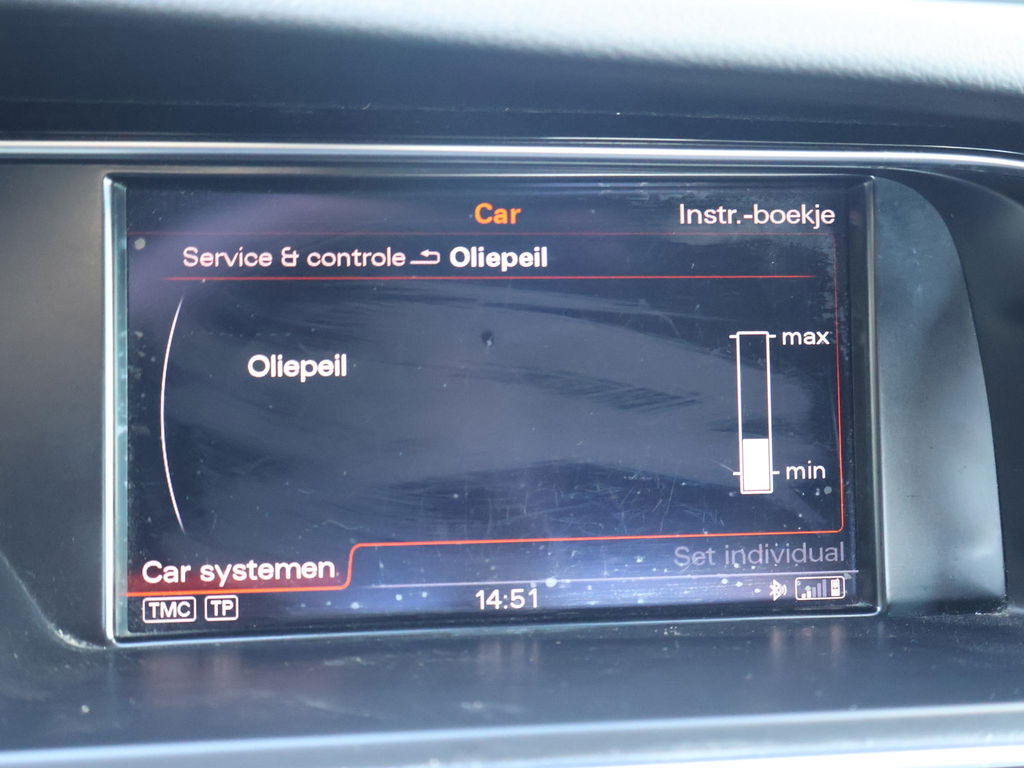 Car
Instr.-boekje
Service & controle Oliepeil
max
Oliepeil
min
Set individual
Car systemen
TMC TP
14:51